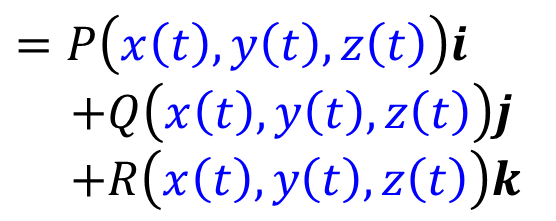 = P(x(t), y(t), z(t))i
+Q(x(t), y(t), z(t))j
+R(x(t), y(t), z(t))k